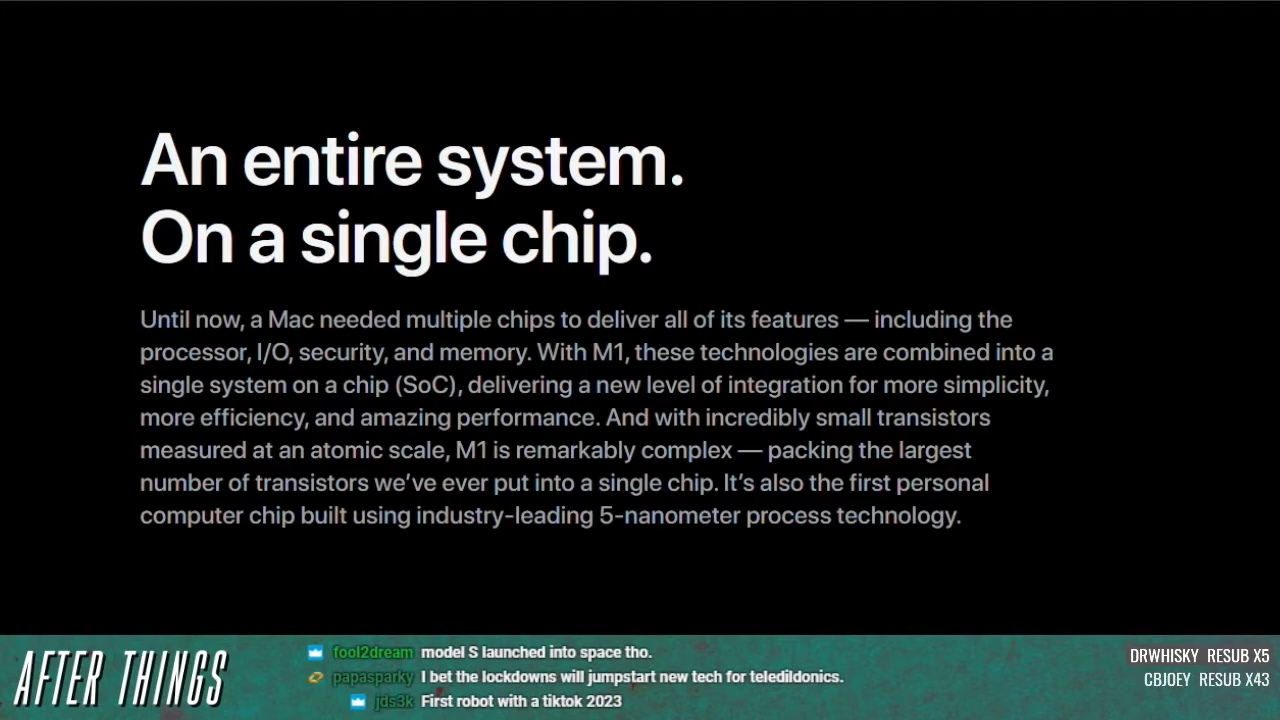 An entire system.
On a single chip.
Until now, a Mac needed multiple chips to deliver all of its features — including the
processor, I/O, security, and memory. With M1, these technologies are combined into a
single system on a chip (SoC), delivering a new level of integration for more simplicity,
more efficiency, and amazing performance. And with incredibly small transistors
measured at an atomic scale, M1 is remarkably complex — packing the largest
number of transistors we’ve ever put into a single chip. It’s also the first personal
computer chip built using industry-leading 5-nanometer process technology.
AFTER THINGS
fool2dream model S launched into space tho.
papasparky I bet the lockdowns will jumpstart new tech for teledildonics.
jds3k First robot with a tiktok 2023
DRWHISKY RESUB X5
CBJOEY RESUB X43